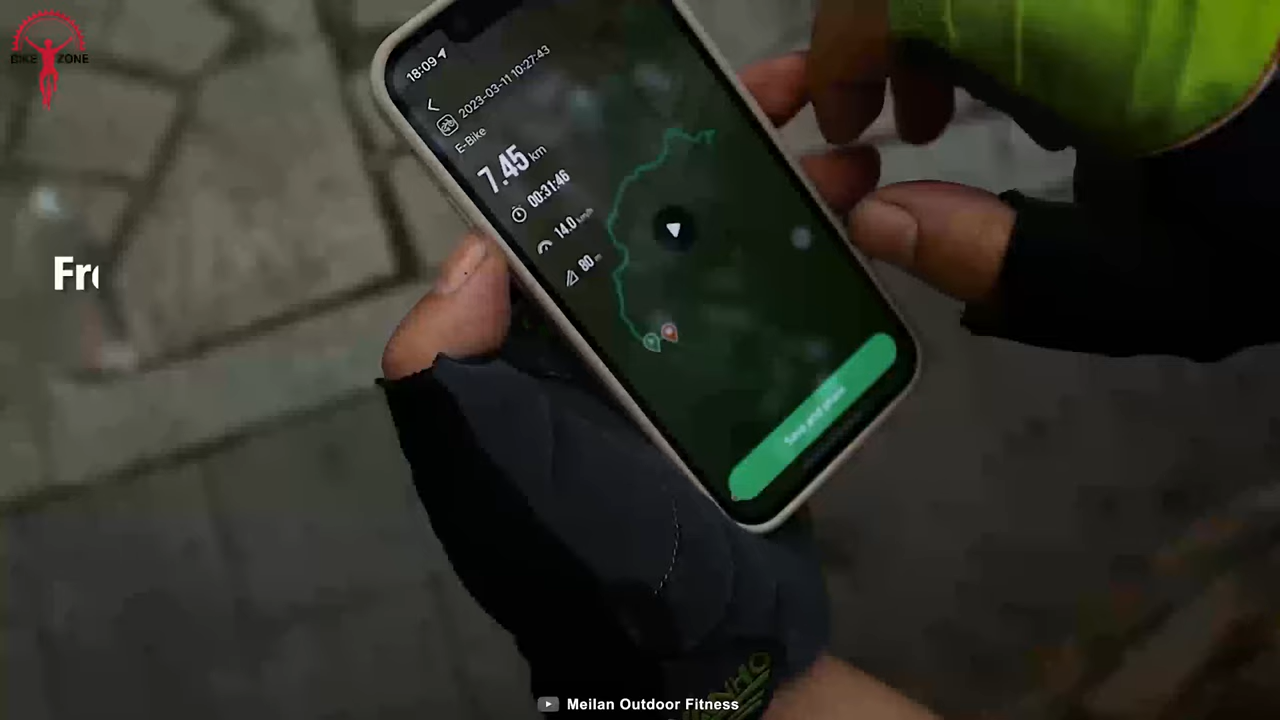 BIKE ZONE
18:09
2023-03-11 10:27:43
E-Bike
7.45 km
00:31:46
14.0 km/h
80 m
Fr
Save and share
Meilan Outdoor Fitness